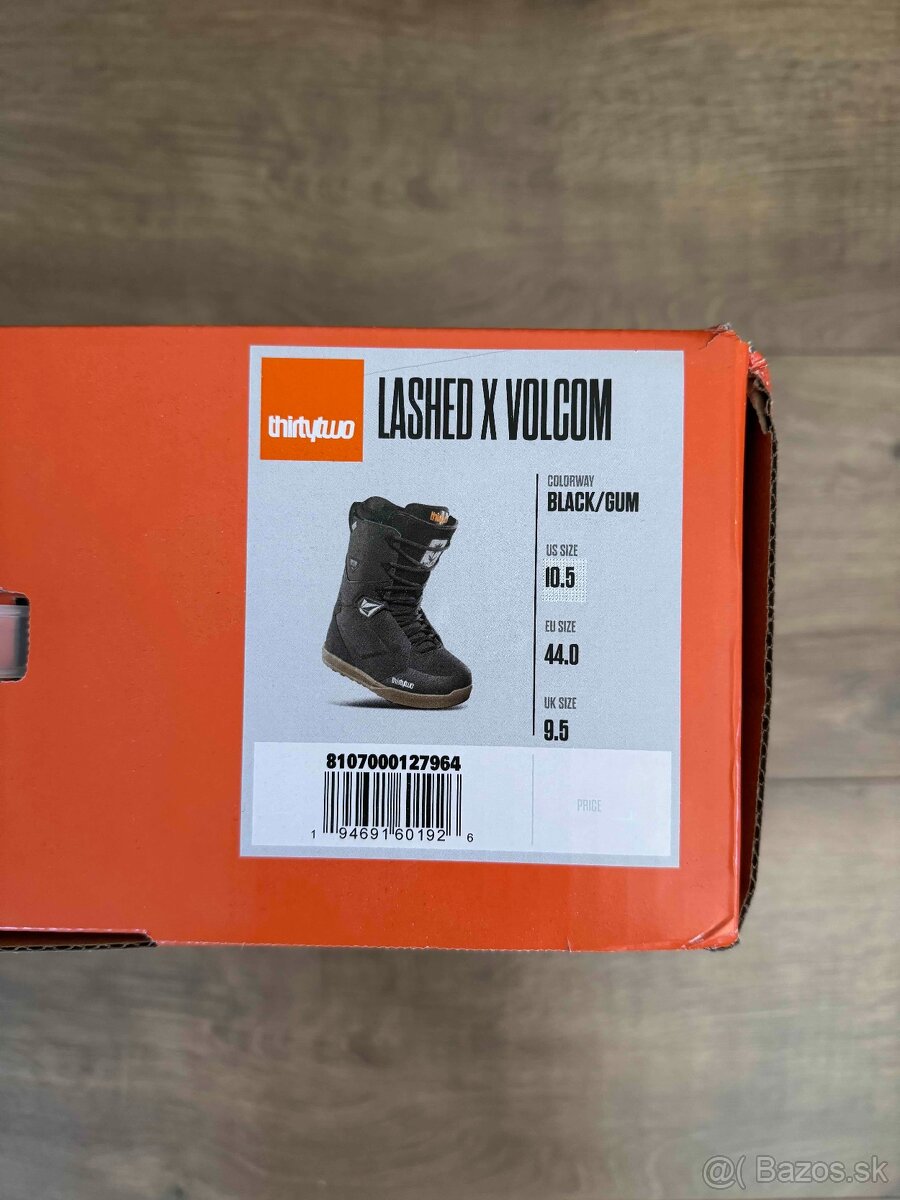 thirtytwo
LASHED X VOLCOM
COLORWAY
BLACK/GUM
US SIZE
10.5
EU SIZE
44.0
UK SIZE
9.5
thirtytwo
8107000127964
1 94691 60192 6
PRICE
@( Bazos.sk